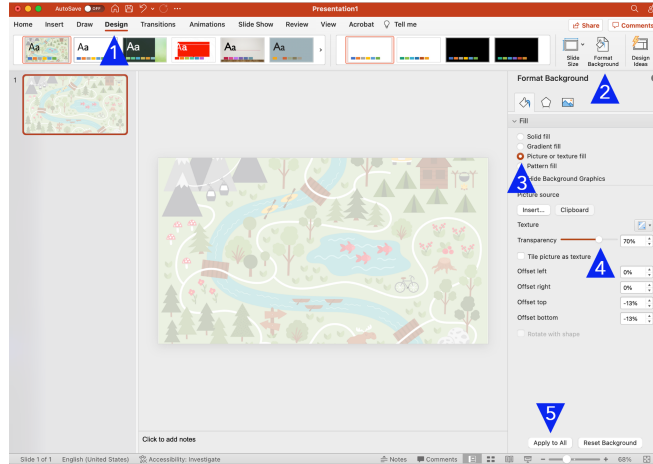 AutoSave OFF ... Presentation1
Home Insert Draw Design Transitions Animations Slide Show Review View Acrobat Tell me Share Comments
Aa Aa Aa Aa Aa Aa
Slide Size Format Background Design Ideas
1
2
1
Format Background
Fill
Solid fill
Gradient fill
Picture or texture fill
Pattern fill
3
Hide Background Graphics
Picture source
Insert... Clipboard
Texture
Transparency 70%
Tile picture as texture
4
Offset left 0%
Offset right 0%
Offset top -13%
Offset bottom -13%
Rotate with shape
5
Apply to All Reset Background
Click to add notes
Slide 1 of 1 English (United States) Accessibility: Investigate Notes Comments 68%